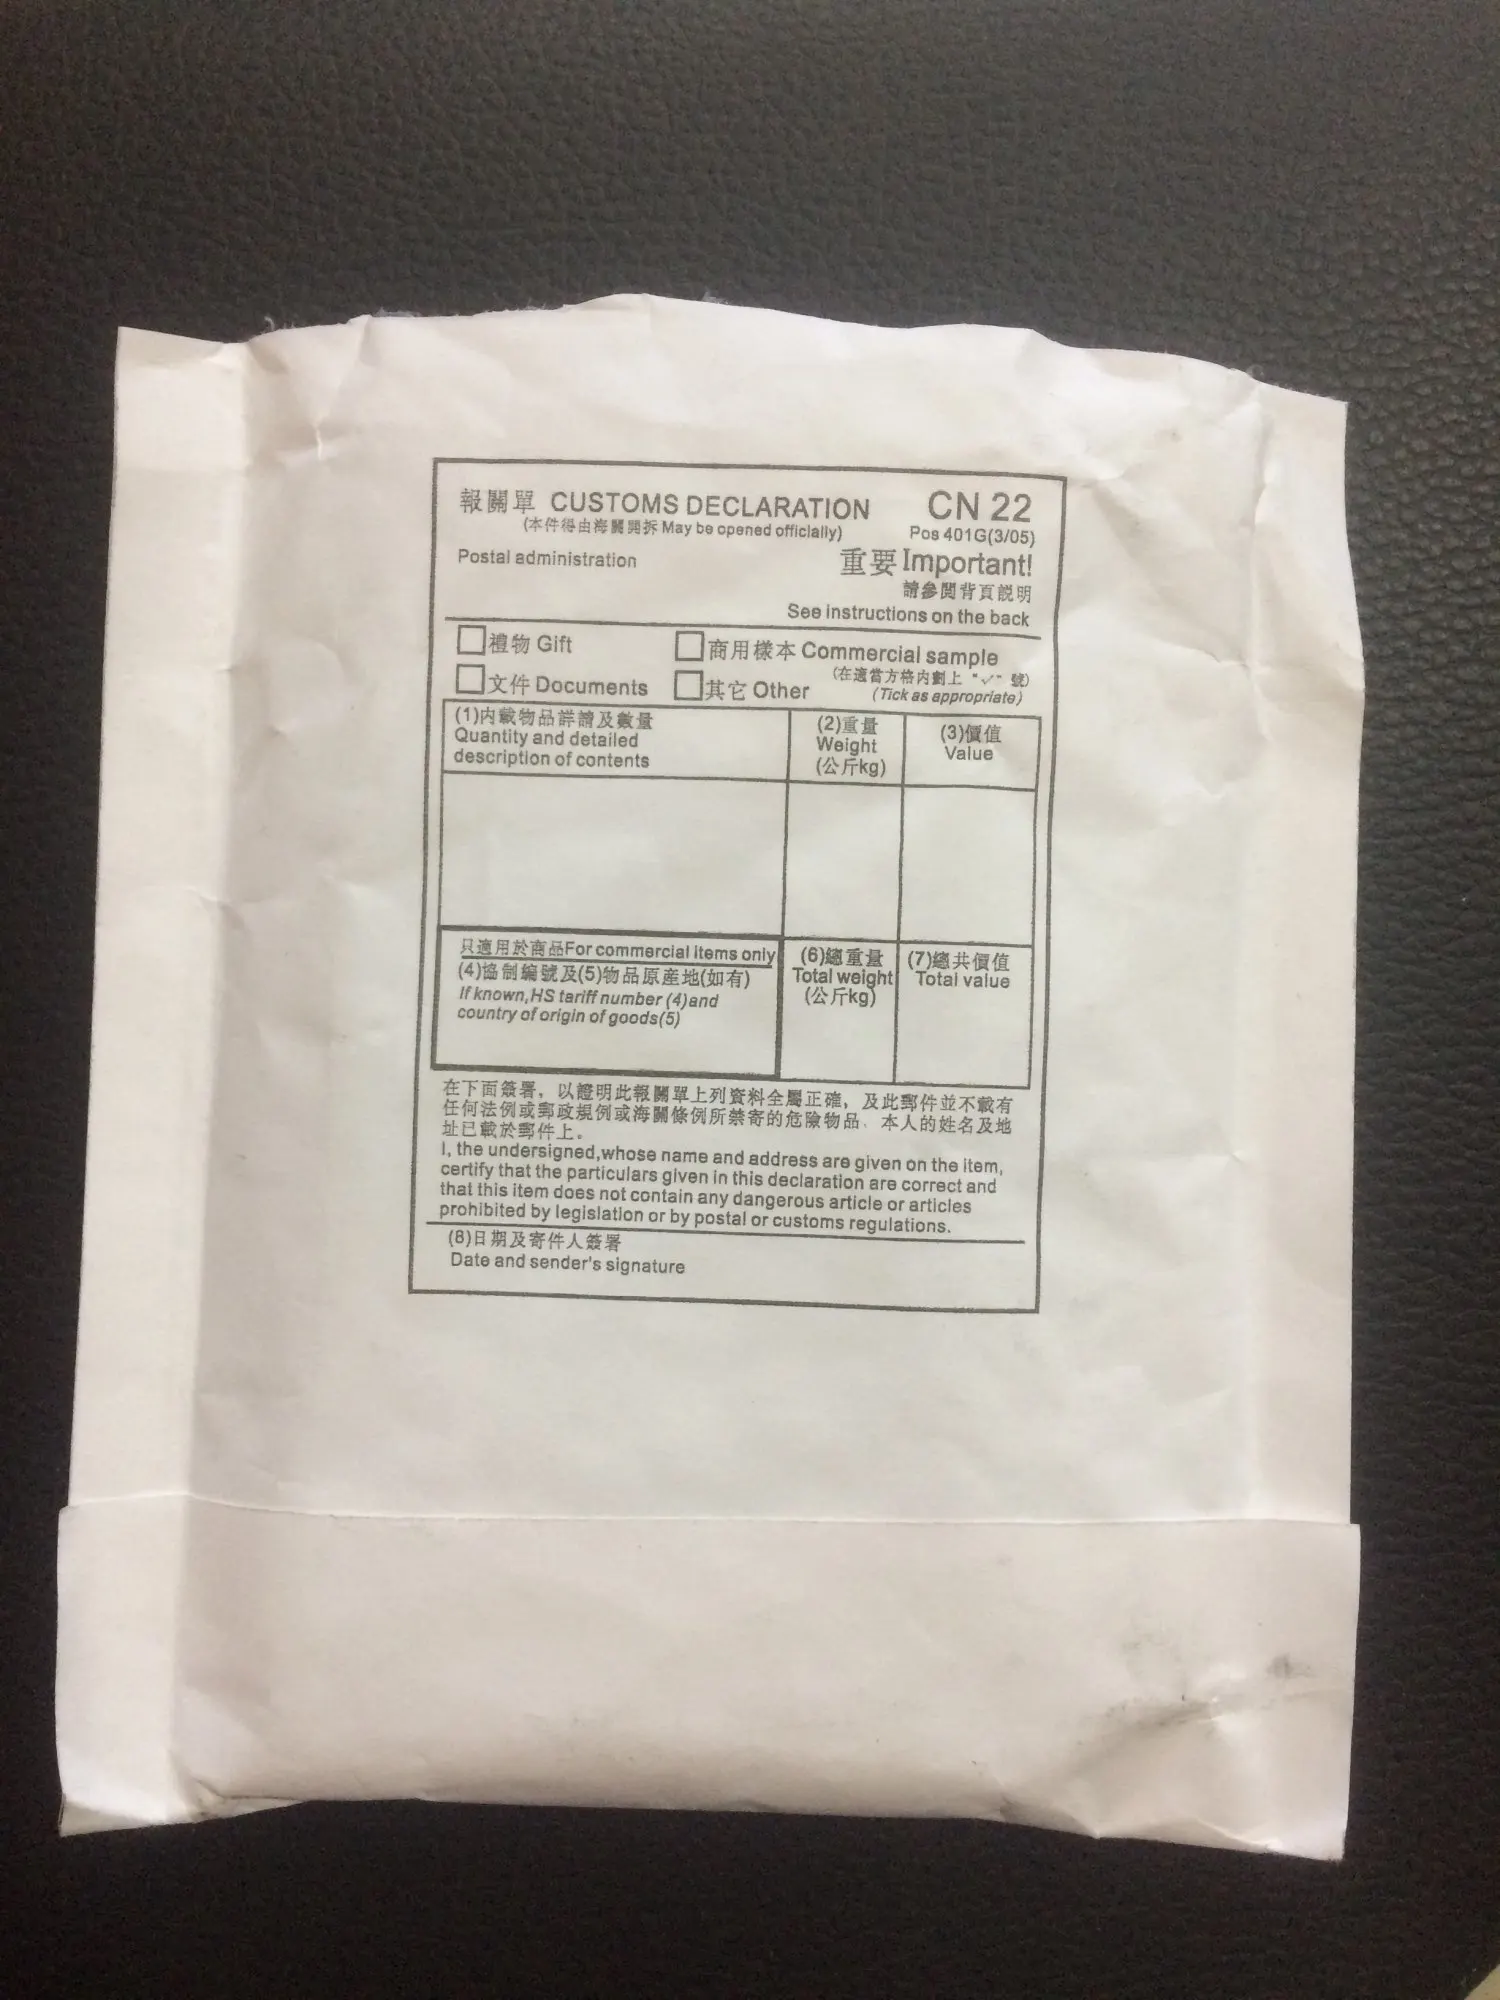 報關單 CUSTOMS DECLARATION CN 22
(本件得由海關開拆 May be opened officially) Pos 401G(3/05)
Postal administration 重要 Important!
請參閱背頁説明
See instructions on the back
禮物 Gift 商用樣本 Commercial sample
文件 Documents 其它 Other (在適當方格内劃上 "✓" 號)
(Tick as appropriate)
(1)内載物品詳請及數量 (2)重量 (3)價值
Quantity and detailed Weight Value
description of contents (公斤kg)
只適用於商品For commercial items only (6)總重量 (7)總共價值
(4)協制編號及(5)物品原產地(如有) Total weight Total value
If known,HS tariff number (4)and (公斤kg)
country of origin of goods(5)
在下面簽署，以證明此報關單上列資料全屬正確，及此郵件並不載有
任何法例或郵政規例或海關條例所禁寄的危險物品．本人的姓名及地
址已載於郵件上。
I, the undersigned,whose name and address are given on the item,
certify that the particulars given in this declaration are correct and
that this item does not contain any dangerous article or articles
prohibited by legislation or by postal or customs regulations.
(8)日期及寄件人簽署
Date and sender's signature